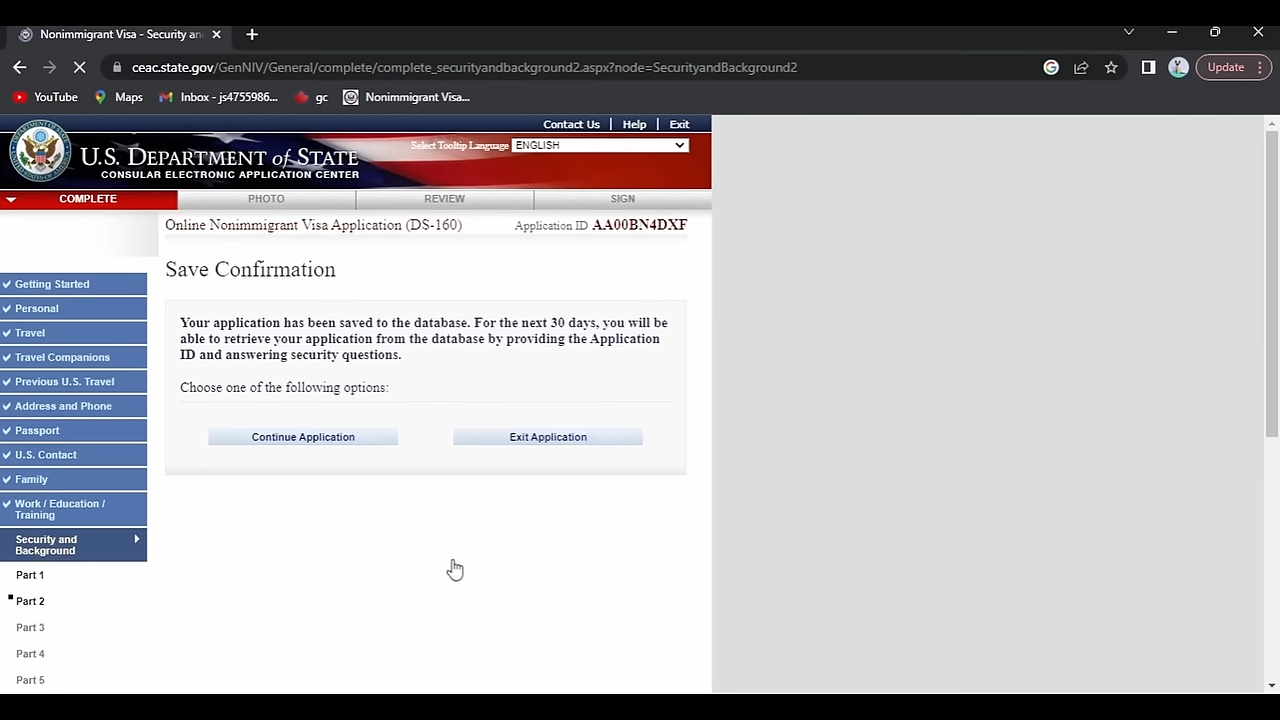 Nonimmigrant Visa - Security an
ceac.state.gov/GenNIV/General/complete/complete_securityandbackground2.aspx?node=SecurityandBackground2
Update
YouTube
Maps
Inbox - js4755986...
gc
Nonimmigrant Visa...
Contact Us | Help | Exit
Select Tooltip Language ENGLISH
U.S. DEPARTMENT of STATE
CONSULAR ELECTRONIC APPLICATION CENTER
COMPLETE
PHOTO
REVIEW
SIGN
Online Nonimmigrant Visa Application (DS-160)
Application ID AA00BN4DXF
Save Confirmation
Your application has been saved to the database. For the next 30 days, you will be
able to retrieve your application from the database by providing the Application
ID and answering security questions.
Choose one of the following options:
Continue Application
Exit Application
Getting Started
Personal
Travel
Travel Companions
Previous U.S. Travel
Address and Phone
Passport
U.S. Contact
Family
Work / Education /
Training
Security and
Background
Part 1
Part 2
Part 3
Part 4
Part 5